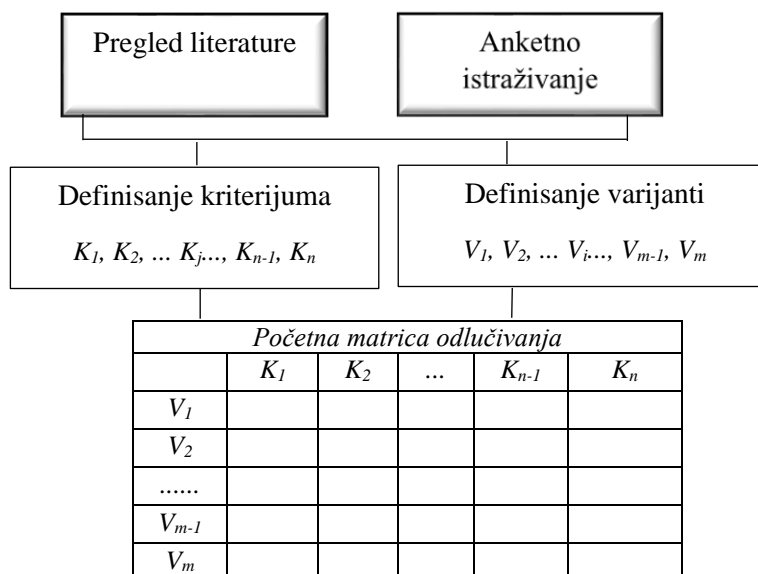 Pregled literature
Anketno
istraživanje
Definisanje kriterijuma
K1, K2, ... Kj..., Kn-1, Kn
Definisanje varijanti
V1, V2, ... Vi..., Vm-1, Vm
Početna matrica odlučivanja
K1 K2 ... Kn-1 Kn
V1
V2
......
Vm-1
Vm